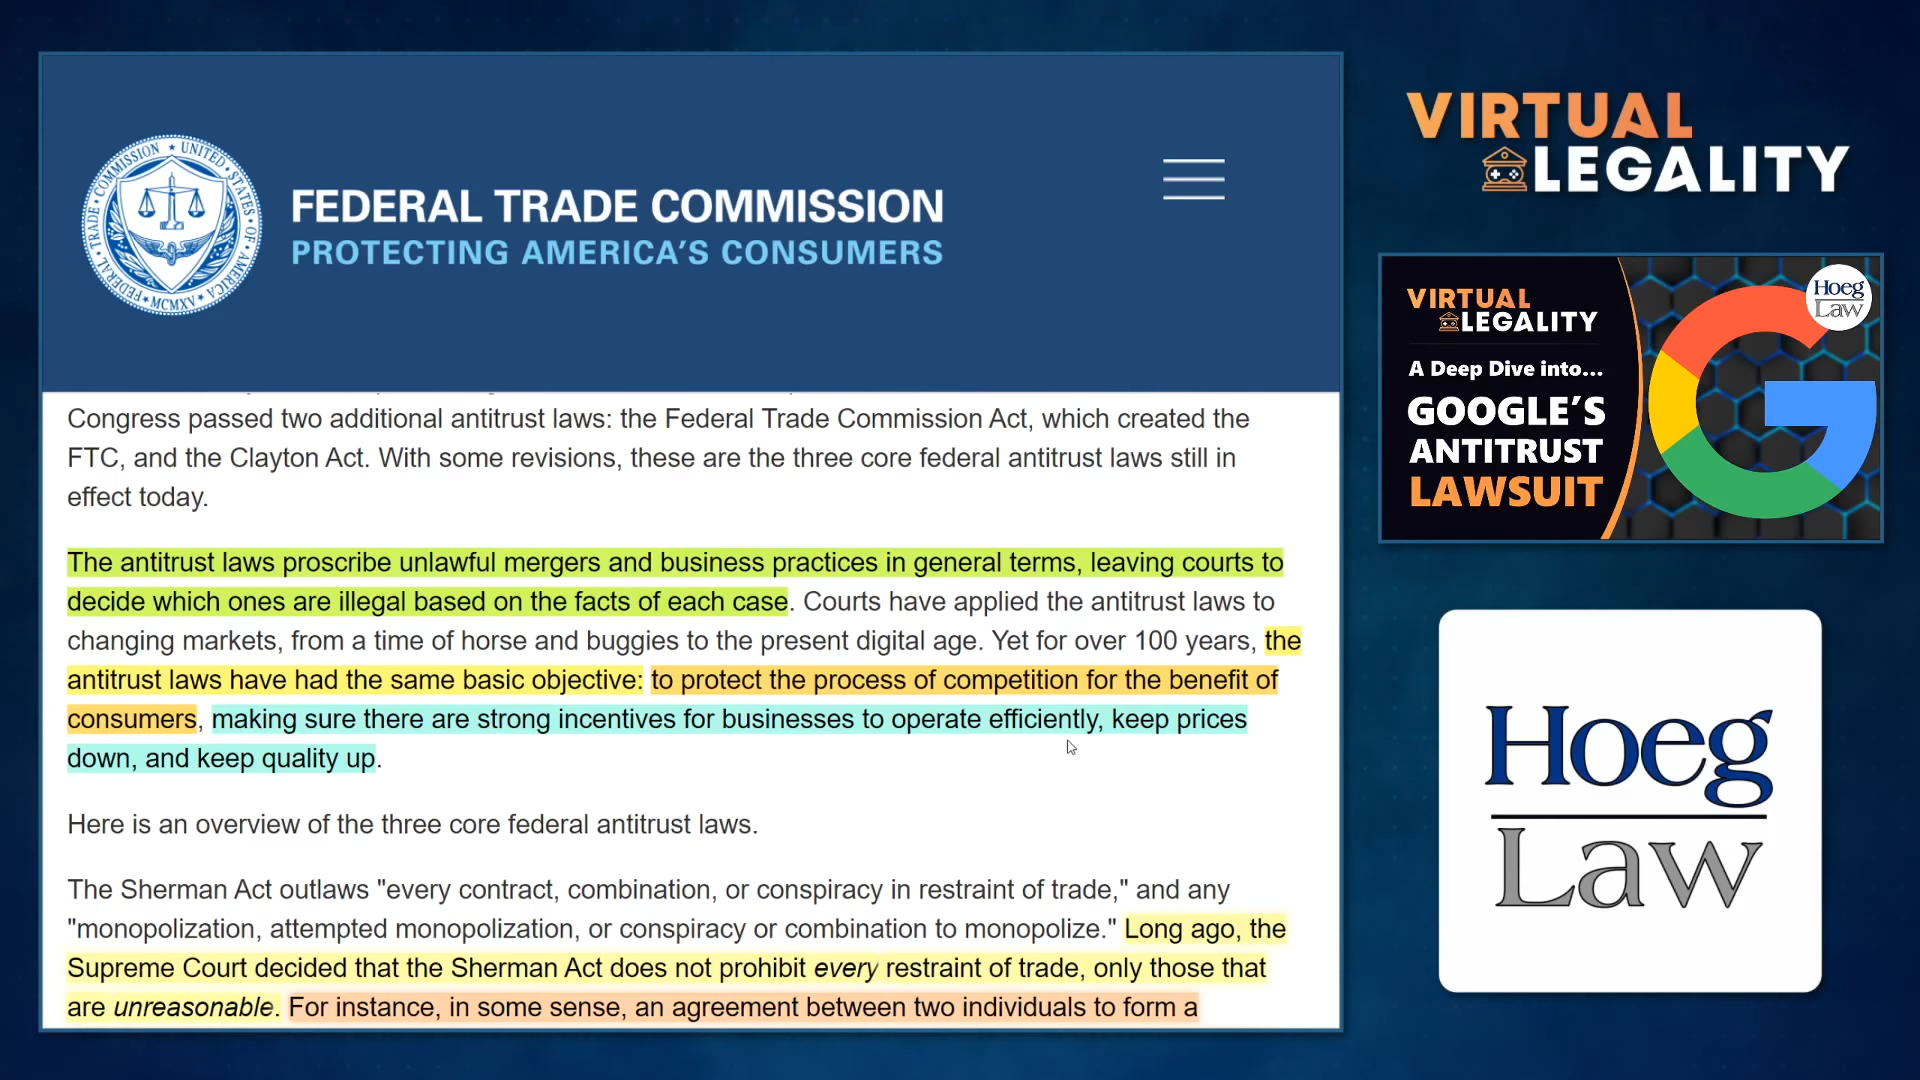 FEDERAL TRADE COMMISSION · UNITED STATES OF AMERICA
MCMXV
FEDERAL TRADE COMMISSION
PROTECTING AMERICA'S CONSUMERS
Congress passed two additional antitrust laws: the Federal Trade Commission Act, which created the
FTC, and the Clayton Act. With some revisions, these are the three core federal antitrust laws still in
effect today.
The antitrust laws proscribe unlawful mergers and business practices in general terms, leaving courts to
decide which ones are illegal based on the facts of each case. Courts have applied the antitrust laws to
changing markets, from a time of horse and buggies to the present digital age. Yet for over 100 years, the
antitrust laws have had the same basic objective: to protect the process of competition for the benefit of
consumers, making sure there are strong incentives for businesses to operate efficiently, keep prices
down, and keep quality up.
Here is an overview of the three core federal antitrust laws.
The Sherman Act outlaws "every contract, combination, or conspiracy in restraint of trade," and any
"monopolization, attempted monopolization, or conspiracy or combination to monopolize." Long ago, the
Supreme Court decided that the Sherman Act does not prohibit every restraint of trade, only those that
are unreasonable. For instance, in some sense, an agreement between two individuals to form a
VIRTUAL
LEGALITY
VIRTUAL
LEGALITY
A Deep Dive into...
GOOGLE'S
ANTITRUST
LAWSUIT
Hoeg
Law
Hoeg
Law